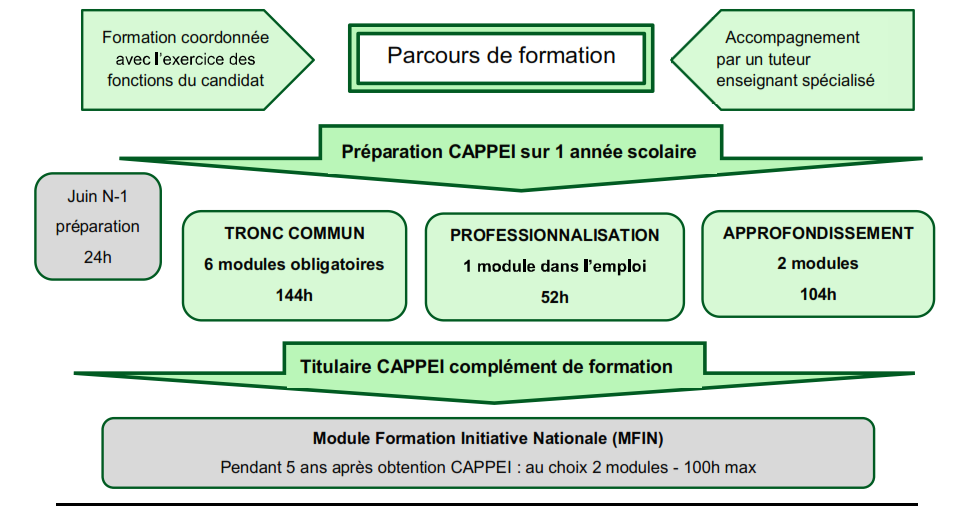 Formation coordonnée
avec l'exercice des
fonctions du candidat
Parcours de formation
Accompagnement
par un tuteur
enseignant spécialisé
Préparation CAPPEI sur 1 année scolaire
Juin N-1
préparation
24h
TRONC COMMUN
6 modules obligatoires
144h
PROFESSIONNALISATION
1 module dans l'emploi
52h
APPROFONDISSEMENT
2 modules
104h
Titulaire CAPPEI complément de formation
Module Formation Initiative Nationale (MFIN)
Pendant 5 ans après obtention CAPPEI : au choix 2 modules - 100h max